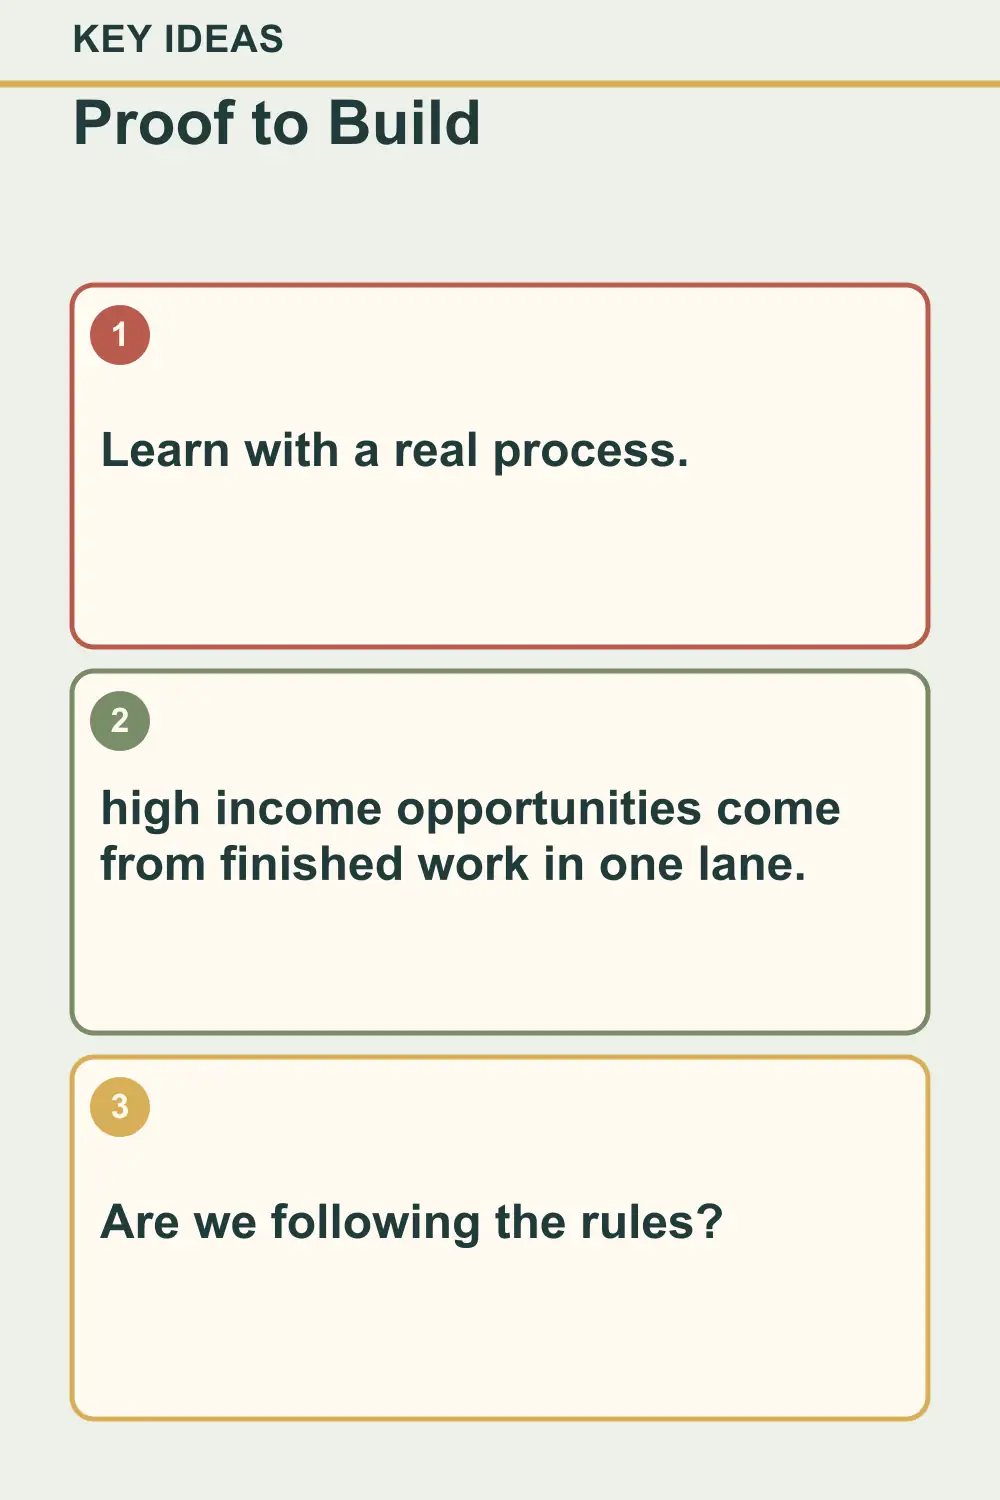 KEY IDEAS
Proof to Build
1
Learn with a real process.
2
high income opportunities come
from finished work in one lane.
3
Are we following the rules?